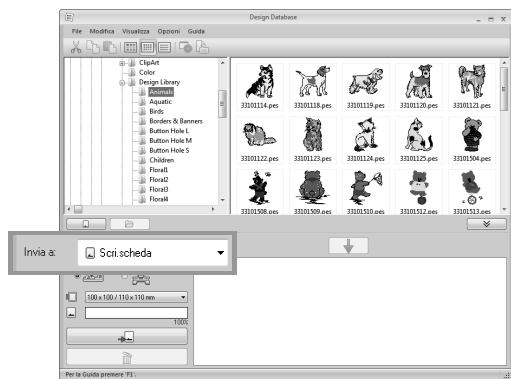 Design Database
File Modifica Visualizza Opzioni Guida
ClipArt
Color
Design Library
Animals
Aquatic
Birds
Borders & Banners
Button Hole L
Button Hole M
Button Hole S
Children
Floral1
Floral2
Floral3
Floral4
33101114.pes 33101118.pes 33101119.pes 33101120.pes 33101121.pes
33101122.pes 33101123.pes 33101124.pes 33101125.pes 33101504.pes
33101508.pes 33101509.pes 33101510.pes 33101512.pes 33101513.pes
Invia a: Scri.scheda
100 x 100 / 110 x 110 mm
100%
Per la Guida premere 'F1'.